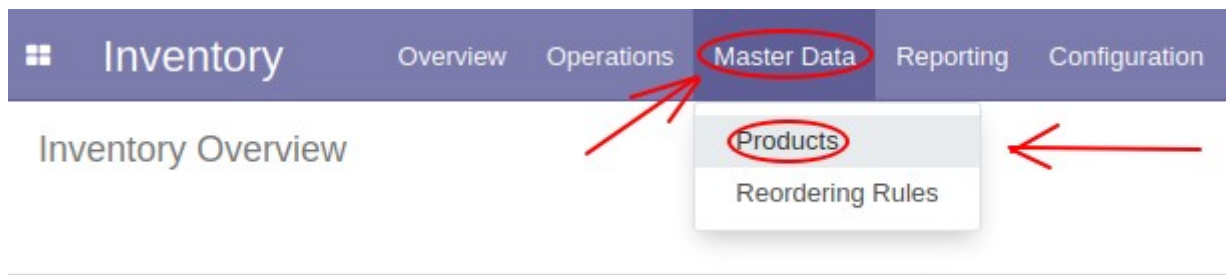 Inventory Overview Operations Master Data Reporting Configuration
Inventory Overview
Products
Reordering Rules